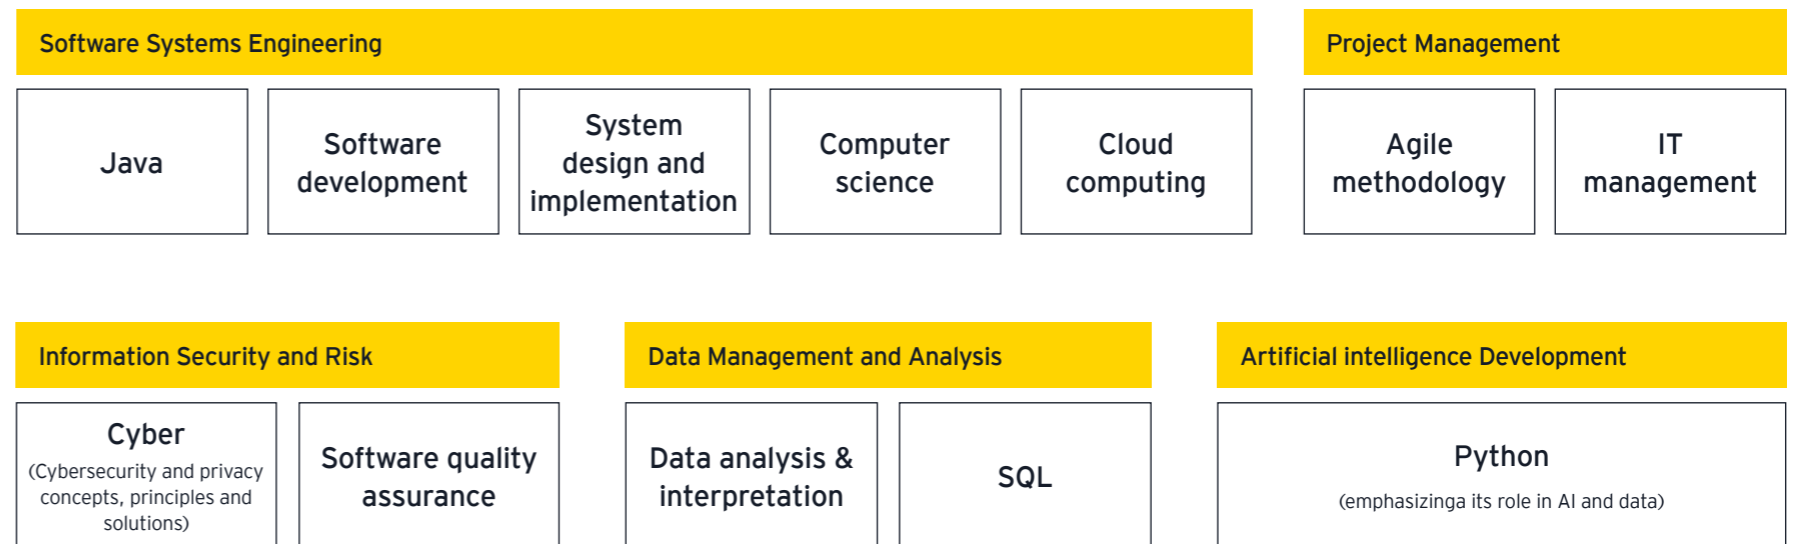 Software Systems Engineering
Project Management
Java
Software
development
System
design and
implementation
Computer
science
Cloud
computing
Agile
methodology
IT
management
Information Security and Risk
Data Management and Analysis
Artificial intelligence Development
Cyber
(Cybersecurity and privacy
concepts, principles and
solutions)
Software quality
assurance
Data analysis &
interpretation
SQL
Python
(emphasizinga its role in AI and data)